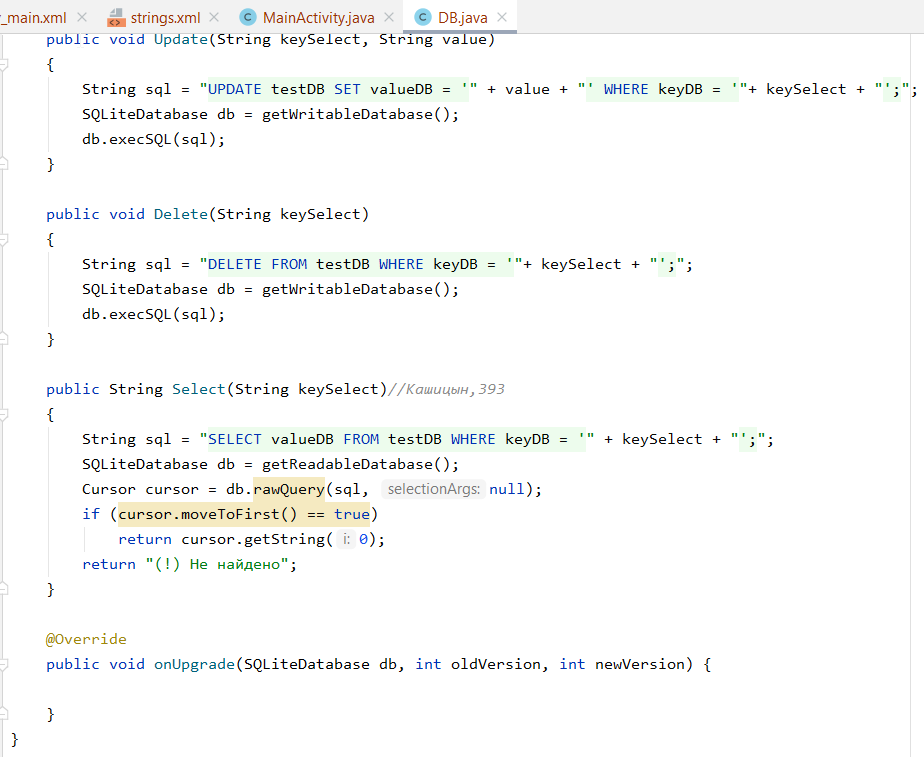 _main.xml strings.xml MainActivity.java DB.java
public void Update(String keySelect, String value)
{
String sql = "UPDATE testDB SET valueDB = '" + value + "' WHERE keyDB = '"+ keySelect + "';";
SQLiteDatabase db = getWritableDatabase();
db.execSQL(sql);
}
public void Delete(String keySelect)
{
String sql = "DELETE FROM testDB WHERE keyDB = '"+ keySelect + "';";
SQLiteDatabase db = getWritableDatabase();
db.execSQL(sql);
}
public String Select(String keySelect)//Кашицын,393
{
String sql = "SELECT valueDB FROM testDB WHERE keyDB = '" + keySelect + "';";
SQLiteDatabase db = getReadableDatabase();
Cursor cursor = db.rawQuery(sql, selectionArgs: null);
if (cursor.moveToFirst() == true)
return cursor.getString( i: 0);
return "(!) Не найдено";
}
@Override
public void onUpgrade(SQLiteDatabase db, int oldVersion, int newVersion) {
}
}